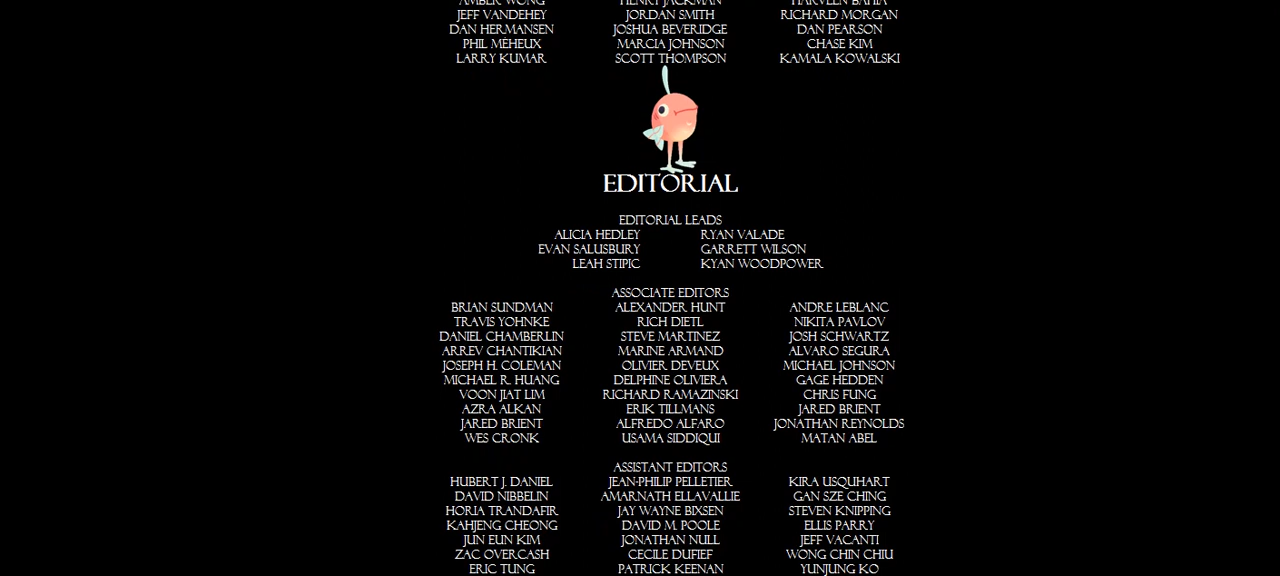 AMBER WONG HENRY JACKMAN HARVEEN BAHIA
JEFF VANDEHEY JORDAN SMITH RICHARD MORGAN
DAN HERMANSEN JOSHUA BEVERIDGE DAN PEARSON
PHIL MÉHEUX MARCIA JOHNSON CHASE KIM
LARRY KUMAR SCOTT THOMPSON KAMALA KOWALSKI
EDITORIAL
EDITORIAL LEADS
ALICIA HEDLEY RYAN VALADE
EVAN SALUSBURY GARRETT WILSON
LEAH STIPIC KYAN WOODPOWER
ASSOCIATE EDITORS
BRIAN SUNDMAN ALEXANDER HUNT ANDRE LEBLANC
TRAVIS YOHNKE RICH DIETL NIKITA PAVLOV
DANIEL CHAMBERLIN STEVE MARTINEZ JOSH SCHWARTZ
ARREV CHANTIKIAN MARINE ARMAND ALVARO SEGURA
JOSEPH H. COLEMAN OLIVIER DEVEUX MICHAEL JOHNSON
MICHAEL R. HUANG DELPHINE OLIVIERA GAGE HEDDEN
VOON JIAT LIM RICHARD RAMAZINSKI CHRIS FUNG
AZRA ALKAN ERIK TILLMANS JARED BRIENT
JARED BRIENT ALFREDO ALFARO JONATHAN REYNOLDS
WES CRONK USAMA SIDDIQUI MATAN ABEL
ASSISTANT EDITORS
HUBERT J. DANIEL JEAN-PHILIP PELLETIER KIRA USQUHART
DAVID NIBBELIN AMARNATH ELLAVALLIE GAN SZE CHING
HORIA TRANDAFIR JAY WAYNE BIXSEN STEVEN KNIPPING
KAHJENG CHEONG DAVID M. POOLE ELLIS PARRY
JUN EUN KIM JONATHAN NULL JEFF VACANTI
ZAC OVERCASH CECILE DUFIEF WONG CHIN CHIU
ERIC TUNG PATRICK KEENAN YUNJUNG KO